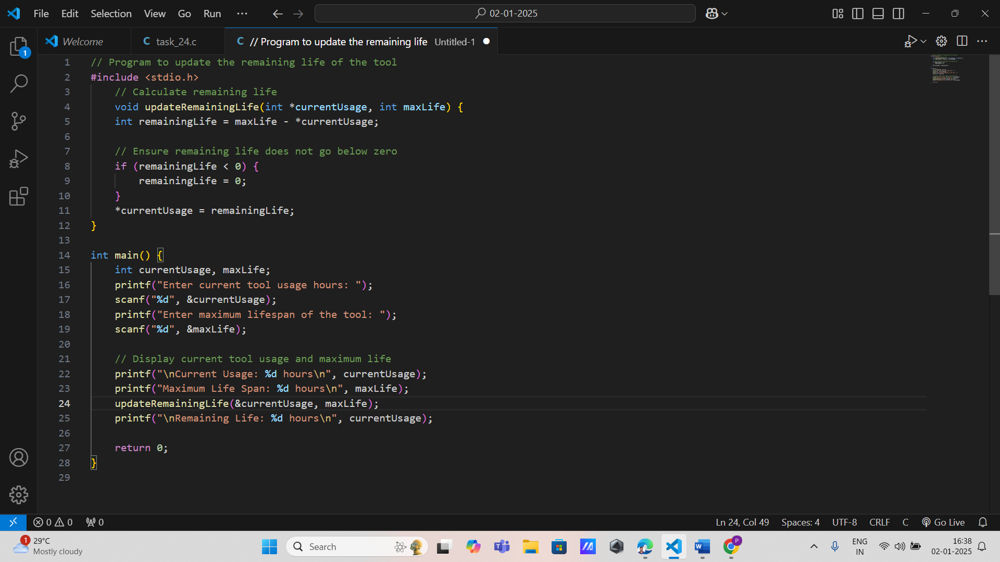 File Edit Selection View Go Run ··· 02-01-2025
1
Welcome
C task_24.c
C // Program to update the remaining life Untitled-1
1 // Program to update the remaining life of the tool
2 #include <stdio.h>
3 // Calculate remaining life
4 void updateRemainingLife(int *currentUsage, int maxLife) {
5 int remainingLife = maxLife - *currentUsage;
6
7 // Ensure remaining life does not go below zero
8 if (remainingLife < 0) {
9 remainingLife = 0;
10 }
11 *currentUsage = remainingLife;
12 }
13
14 int main() {
15 int currentUsage, maxLife;
16 printf("Enter current tool usage hours: ");
17 scanf("%d", &currentUsage);
18 printf("Enter maximum lifespan of the tool: ");
19 scanf("%d", &maxLife);
20
21 // Display current tool usage and maximum life
22 printf("\nCurrent Usage: %d hours\n", currentUsage);
23 printf("Maximum Life Span: %d hours\n", maxLife);
24 updateRemainingLife(&currentUsage, maxLife);
25 printf("\nRemaining Life: %d hours\n", currentUsage);
26
27 return 0;
28 }
29
0 0 0 Ln 24, Col 49 Spaces: 4 UTF-8 CRLF C Go Live
1 29°C
Mostly cloudy
Search
P
ENG
IN
16:38
02-01-2025